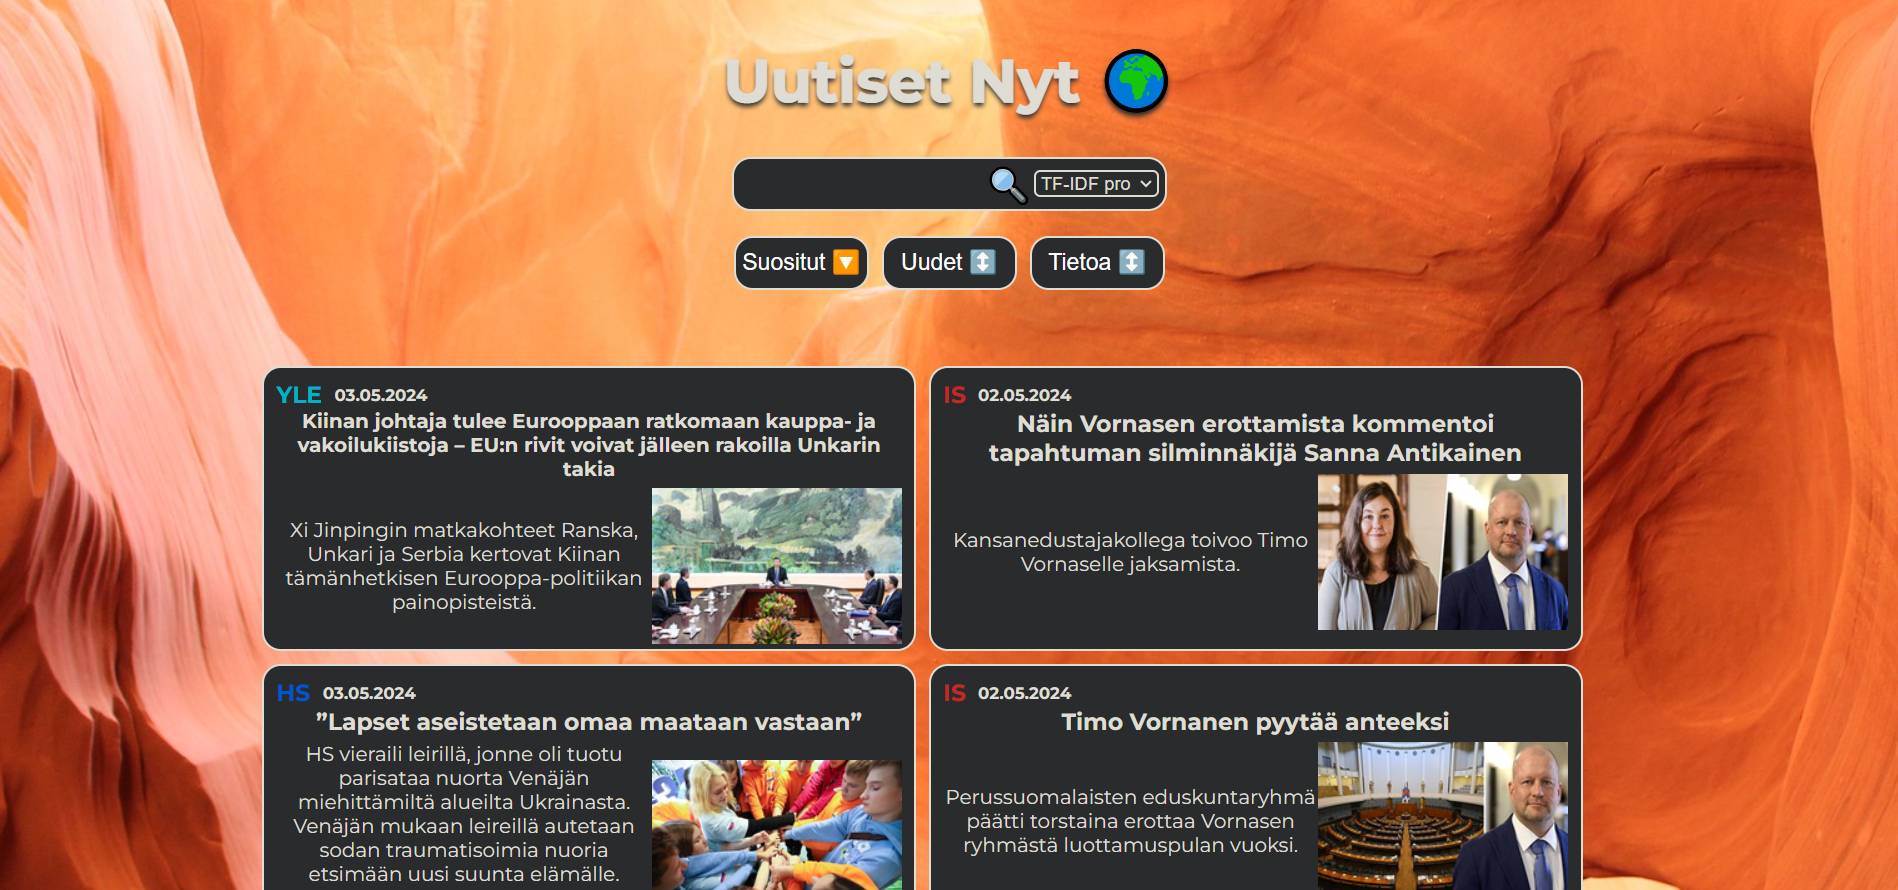 Uutiset Nyt
TF-IDF pro
Suositut
Uudet
Tietoa
YLE 03.05.2024
Kiinan johtaja tulee Eurooppaan ratkomaan kauppa- ja
vakoilukiistoja – EU:n rivit voivat jälleen rakoilla Unkarin
takia
Xi Jinpingin matkakohteet Ranska,
Unkari ja Serbia kertovat Kiinan
tämänhetkisen Eurooppa-politiikan
painopisteistä.
IS 02.05.2024
Näin Vornasen erottamista kommentoi
tapahtuman silminnäkijä Sanna Antikainen
Kansanedustajakollega toivoo Timo
Vornaselle jaksamista.
HS 03.05.2024
”Lapset aseistetaan omaa maataan vastaan”
HS vieraili leirillä, jonne oli tuotu
parisataa nuorta Venäjän
miehittämiltä alueilta Ukrainasta.
Venäjän mukaan leireillä autetaan
sodan traumatisoimia nuoria
etsimään uusi suunta elämälle.
IS 02.05.2024
Timo Vornanen pyytää anteeksi
Perussuomalaisten eduskuntaryhmä
päätti torstaina erottaa Vornasen
ryhmästä luottamuspulan vuoksi.